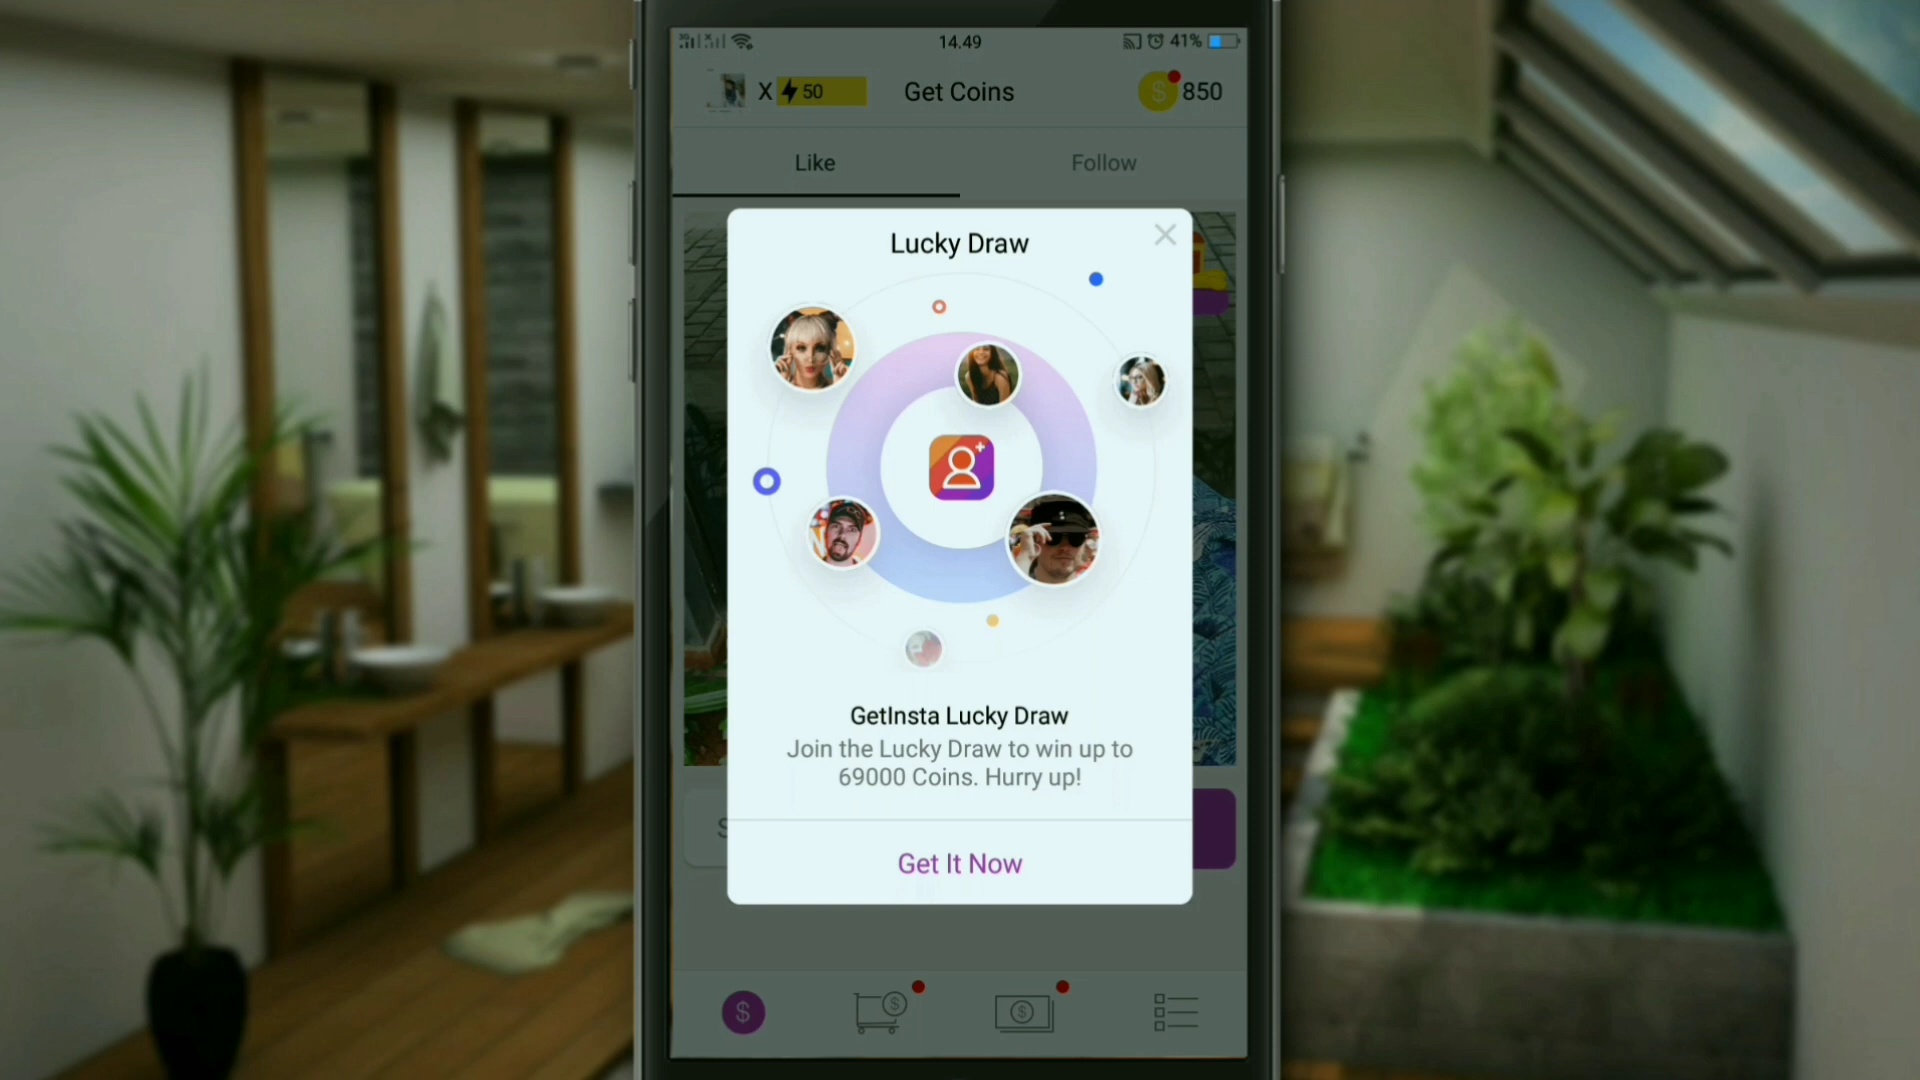 14.49
41%
X 50
Get Coins
850
Like
Follow
Lucky Draw
GetInsta Lucky Draw
Join the Lucky Draw to win up to
69000 Coins. Hurry up!
Get It Now